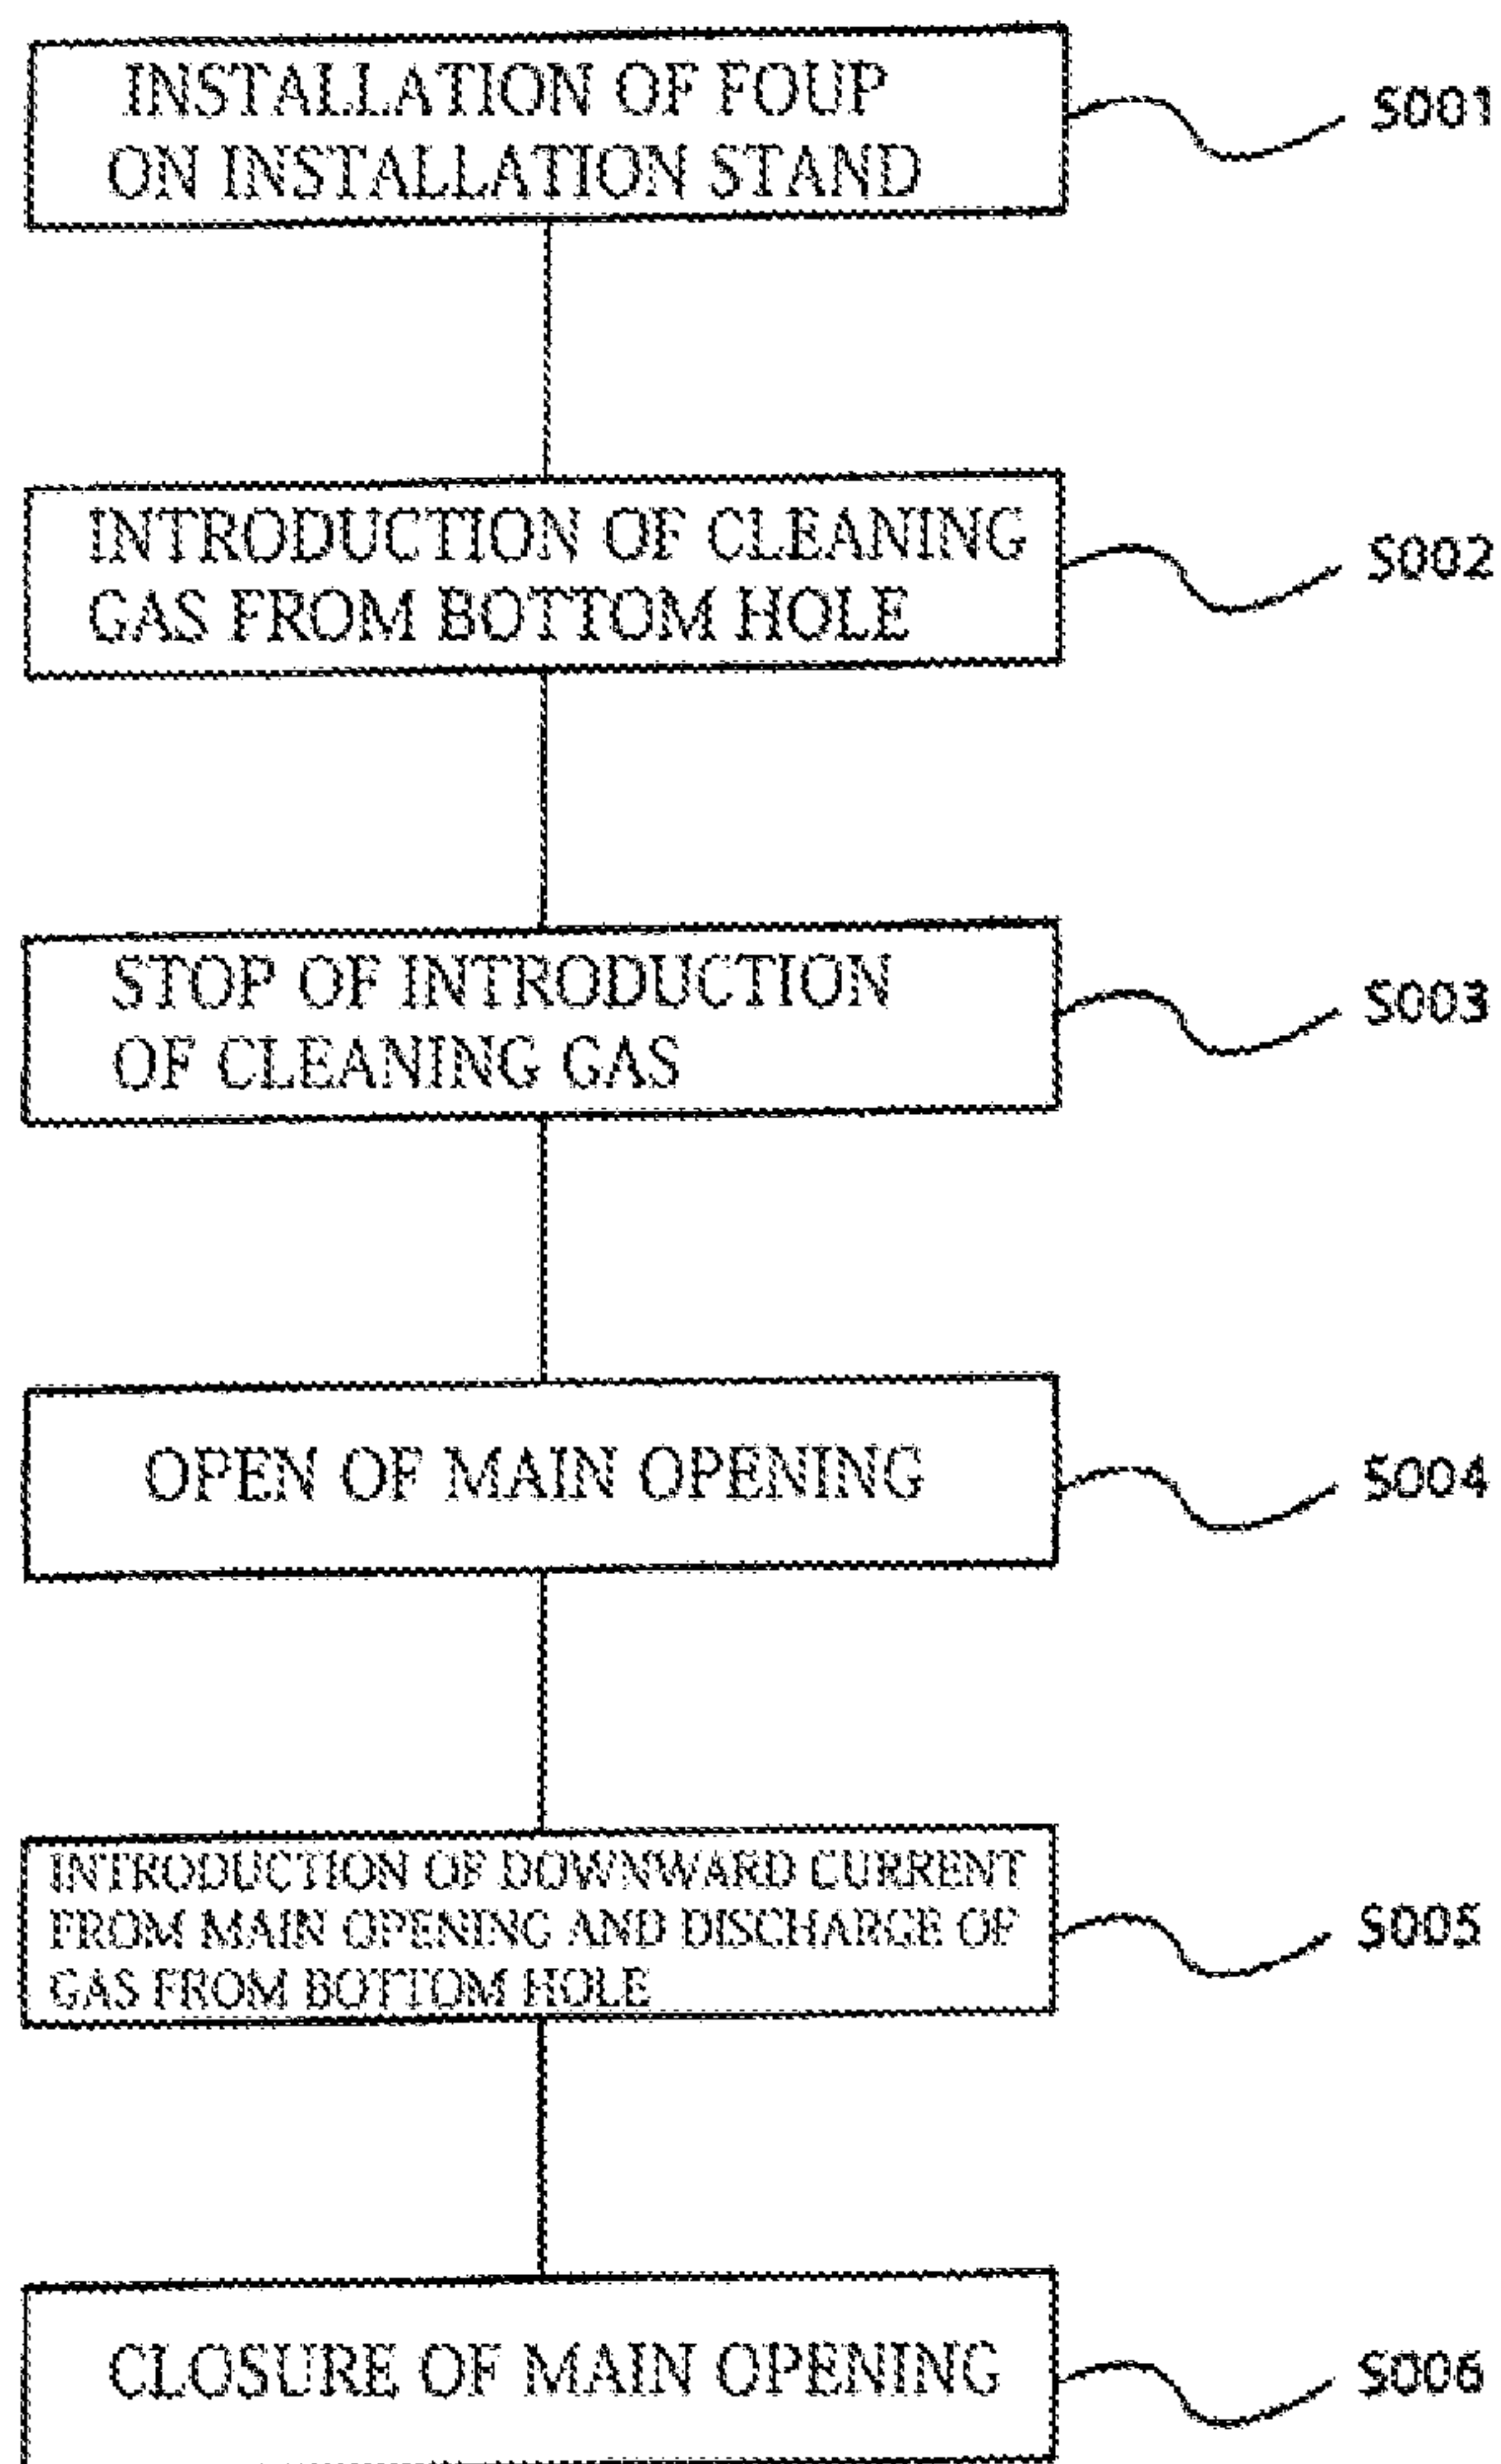 INSTALLATION OF FOUP
ON INSTALLATION STAND
S001
INTRODUCTION OF CLEANING
GAS FROM BOTTOM HOLE
S002
STOP OF INTRODUCTION
OF CLEANING GAS
S003
OPEN OF MAIN OPENING
S004
INTRODUCTION OF DOWNWARD CURRENT
FROM MAIN OPENING AND DISCHARGE OF
GAS FROM BOTTOM HOLE
S005
CLOSURE OF MAIN OPENING
S006